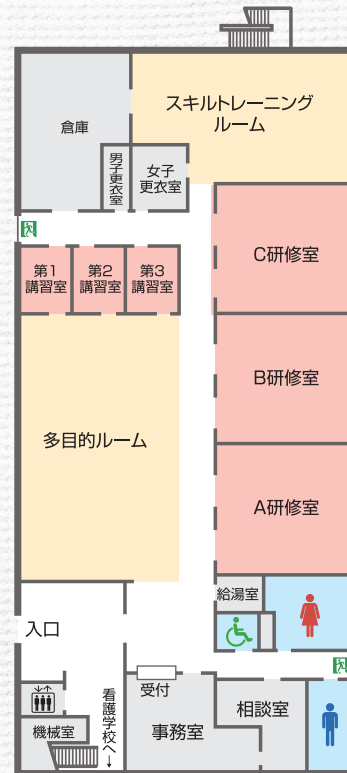 スキルトレーニング
ルーム
倉庫
男子更衣室
女子
更衣室
C研修室
第1
講習室
第2
講習室
第3
講習室
B研修室
多目的ルーム
A研修室
給湯室
入口
受付
看護学校へ↓
事務室
相談室
機械室